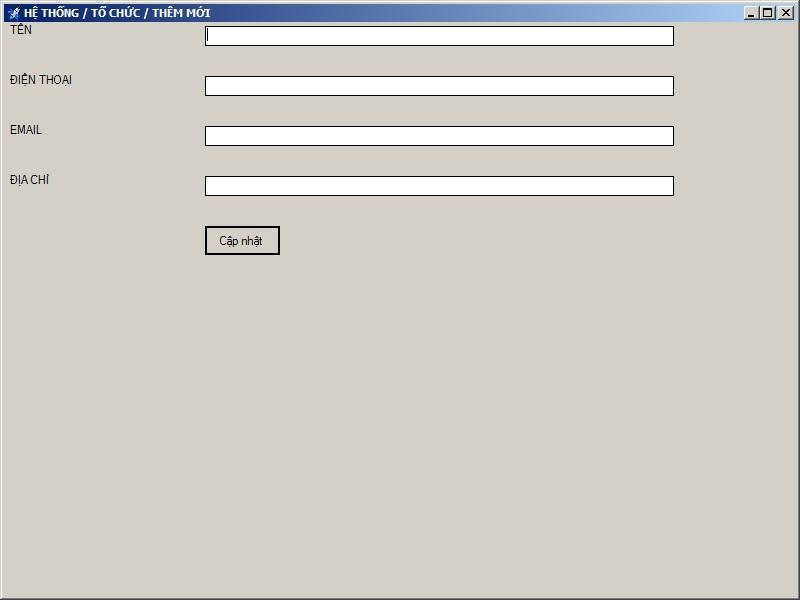 HỆ THỐNG / TỔ CHỨC / THÊM MỚI
TÊN
ĐIỆN THOẠI
EMAIL
ĐỊA CHỈ
Cập nhật